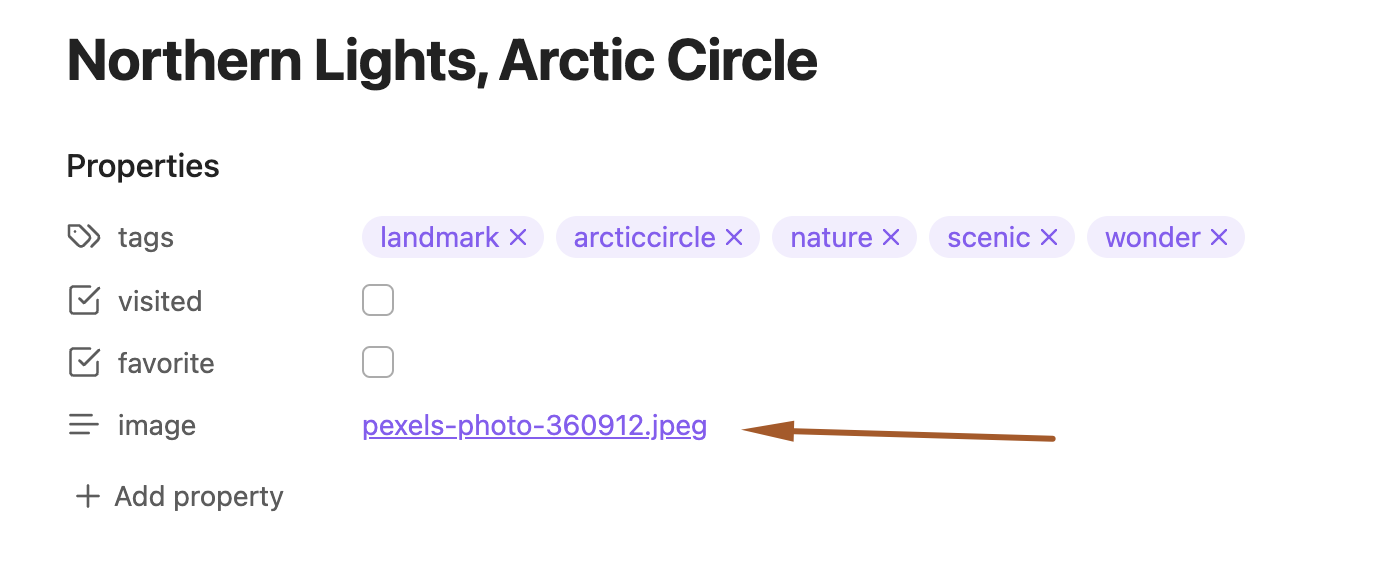 Northern Lights, Arctic Circle
Properties
tags landmark arcticcircle nature scenic wonder
visited
favorite
image pexels-photo-360912.jpeg
Add property